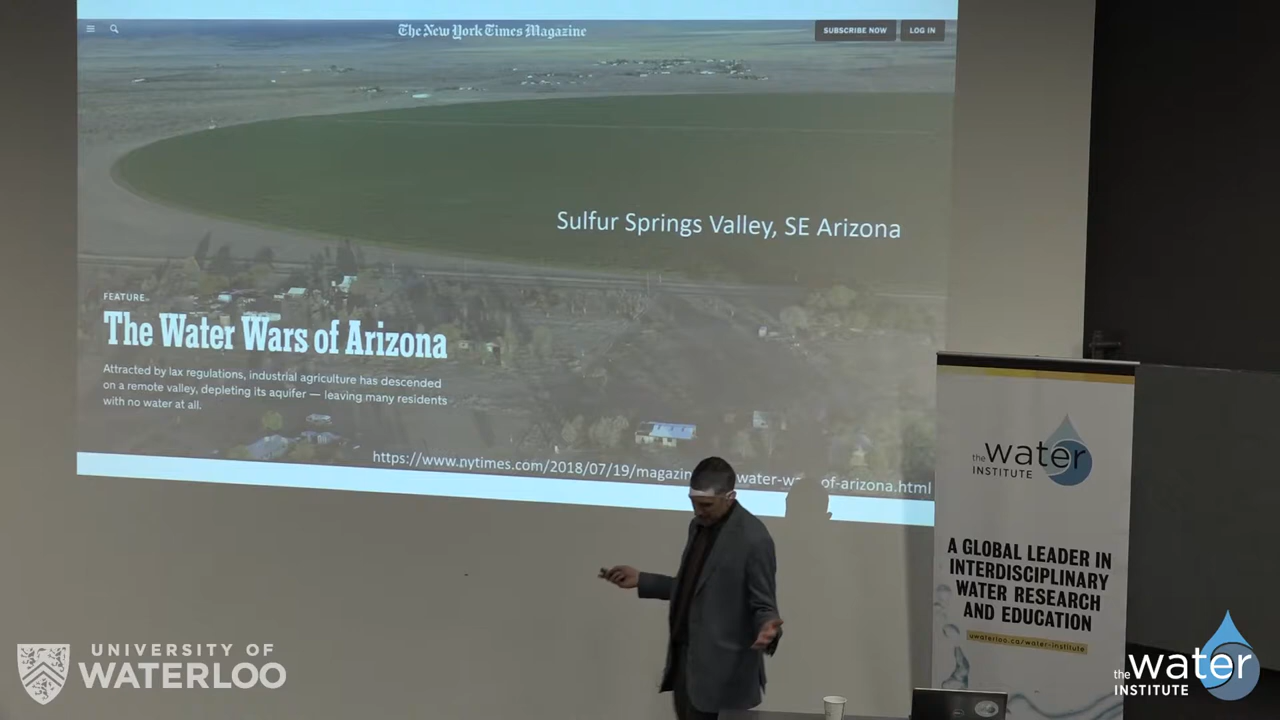 The New York Times Magazine
SUBSCRIBE NOW
LOG IN
Sulfur Springs Valley, SE Arizona
FEATURE
The Water Wars of Arizona
Attracted by lax regulations, industrial agriculture has descended
on a remote valley, depleting its aquifer — leaving many residents
with no water at all.
https://www.nytimes.com/2018/07/19/magazin water-w of-arizona.html
the water
INSTITUTE
A GLOBAL LEADER IN
INTERDISCIPLINARY
WATER RESEARCH
AND EDUCATION
uwaterloo.ca/water-institute
UNIVERSITY OF
WATERLOO
the water
INSTITUTE